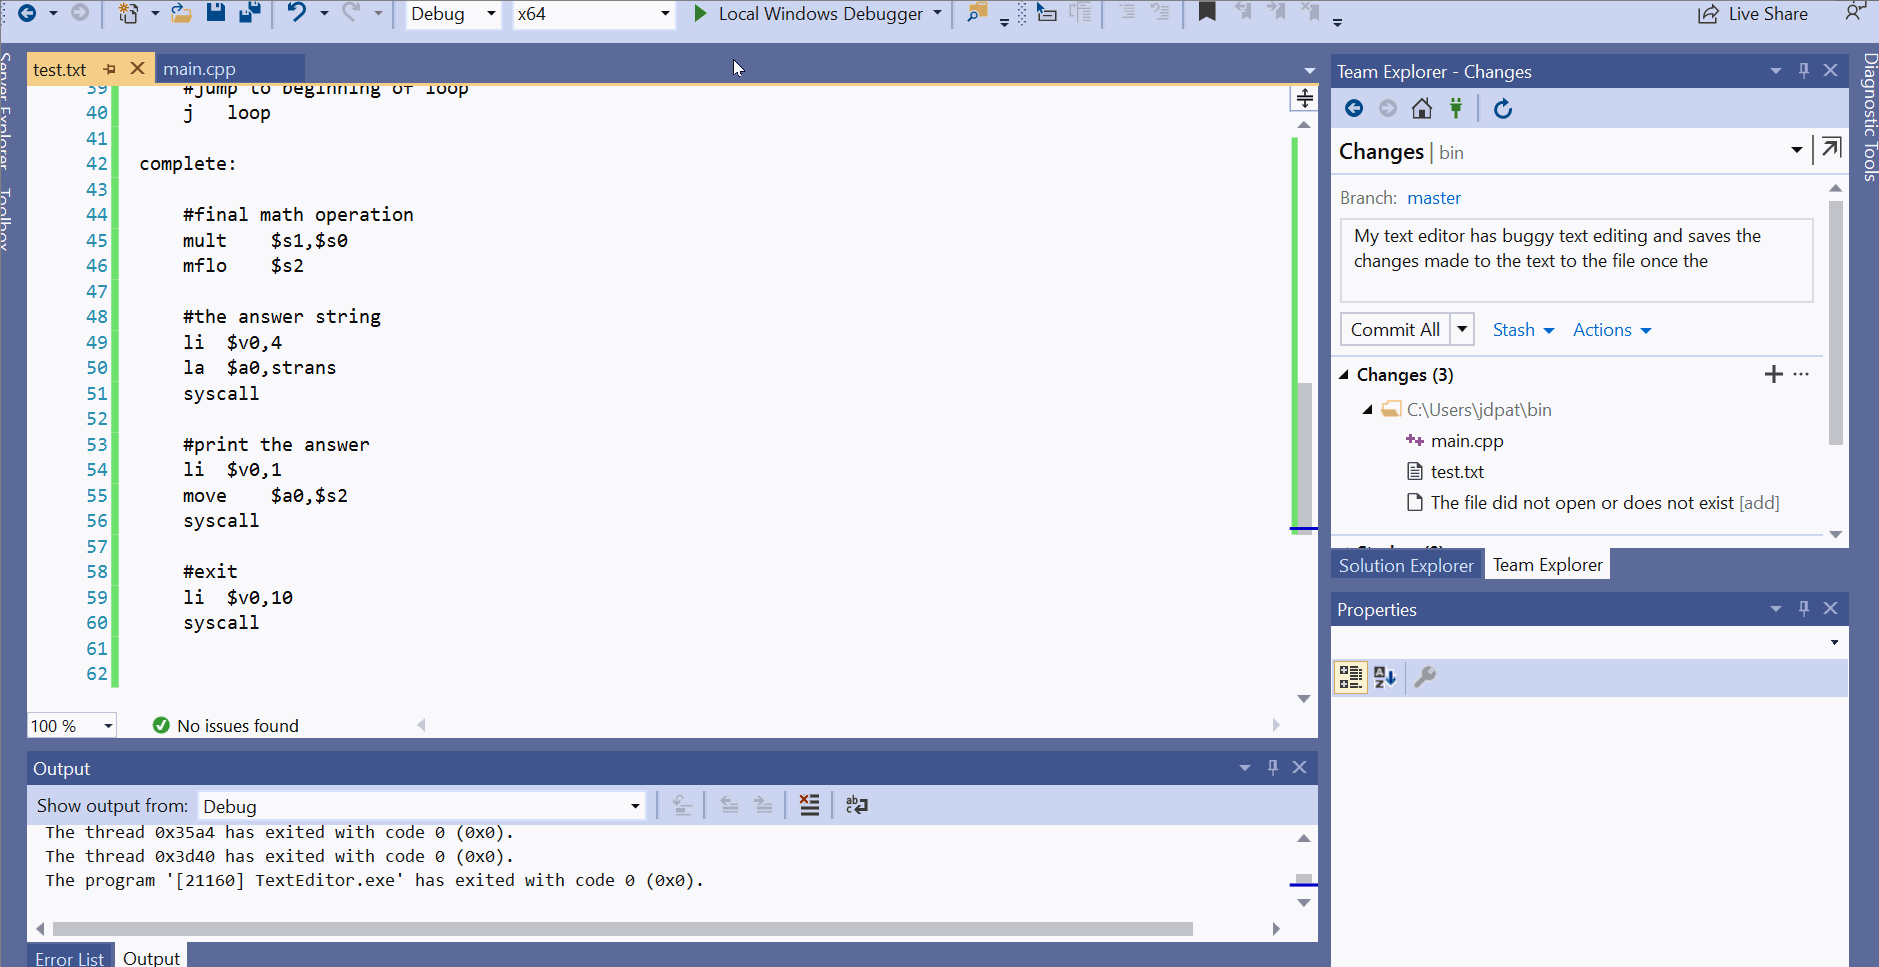 Debug
x64
Local Windows Debugger
Live Share
Server Explorer
Toolbox
test.txt
main.cpp
39 #jump to beginning of loop
40 j loop
41
42 complete:
43
44 #final math operation
45 mult $s1,$s0
46 mflo $s2
47
48 #the answer string
49 li $v0,4
50 la $a0,strans
51 syscall
52
53 #print the answer
54 li $v0,1
55 move $a0,$s2
56 syscall
57
58 #exit
59 li $v0,10
60 syscall
61
62
100 %
No issues found
Output
Show output from: Debug
The thread 0x35a4 has exited with code 0 (0x0).
The thread 0x3d40 has exited with code 0 (0x0).
The program '[21160] TextEditor.exe' has exited with code 0 (0x0).
Error List
Output
Team Explorer - Changes
Changes | bin
Branch: master
My text editor has buggy text editing and saves the
changes made to the text to the file once the
Commit All
Stash
Actions
Changes (3)
C:\Users\jdpat\bin
main.cpp
test.txt
The file did not open or does not exist [add]
Solution Explorer
Team Explorer
Properties
Diagnostic Tools